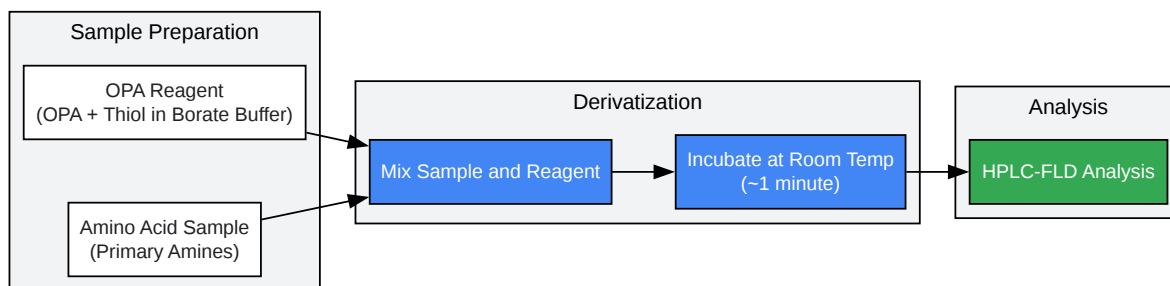 Sample Preparation
OPA Reagent
(OPA + Thiol in Borate Buffer)
Amino Acid Sample
(Primary Amines)
Derivatization
Mix Sample and Reagent
Incubate at Room Temp
(~1 minute)
Analysis
HPLC-FLD Analysis